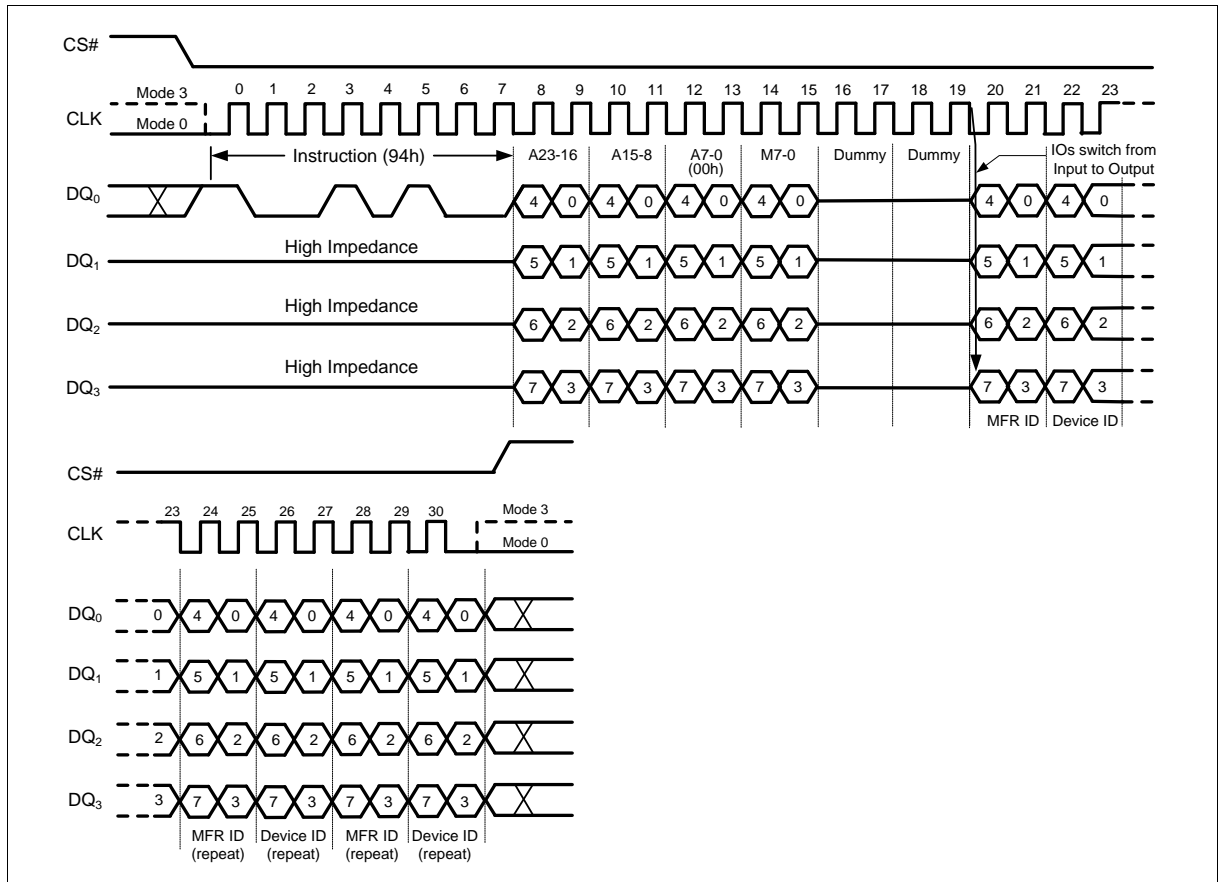 CS#
Mode 3
CLK
Mode 0
0 1 2 3 4 5 6 7 8 9 10 11 12 13 14 15 16 17 18 19 20 21 22 23
Instruction (94h)
A23-16
A15-8
A7-0
(00h)
M7-0
Dummy
Dummy
IOs switch from
Input to Output
DQ0
4 0 4 0 4 0 4 0 4 0 4 0
High Impedance
DQ1
5 1 5 1 5 1 5 1 5 1 5 1
High Impedance
DQ2
6 2 6 2 6 2 6 2 6 2 6 2
High Impedance
DQ3
7 3 7 3 7 3 7 3 7 3 7 3
MFR ID
Device ID
CS#
23 24 25 26 27 28 29 30
Mode 3
CLK
Mode 0
DQ0
0 4 0 4 0 4 0 4 0
DQ1
1 5 1 5 1 5 1 5 1
DQ2
2 6 2 6 2 6 2 6 2
DQ3
3 7 3 7 3 7 3 7 3
MFR ID
(repeat)
Device ID
(repeat)
MFR ID
(repeat)
Device ID
(repeat)